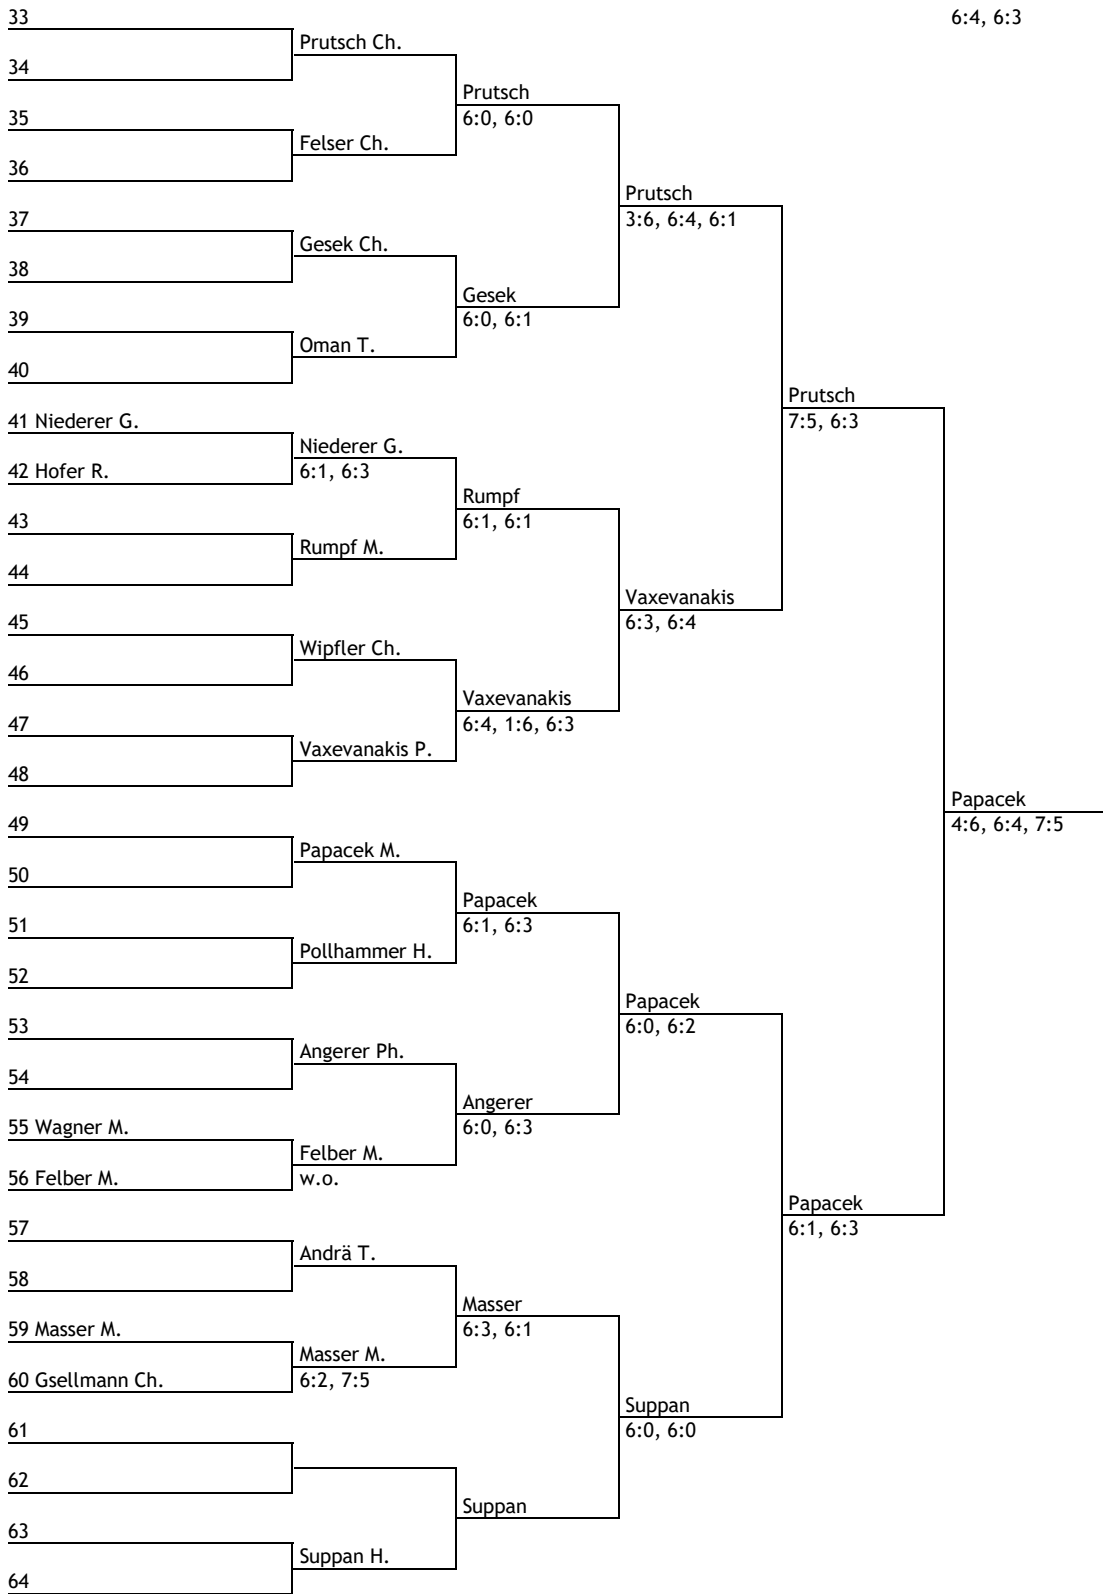 33
6:4, 6:3
Prutsch Ch.
34
Prutsch
6:0, 6:0
35
Felser Ch.
36
Prutsch
3:6, 6:4, 6:1
37
Gesek Ch.
38
Gesek
6:0, 6:1
39
Oman T.
40
Prutsch
7:5, 6:3
41 Niederer G.
Niederer G.
6:1, 6:3
42 Hofer R.
Rumpf
6:1, 6:1
43
Rumpf M.
44
Vaxevanakis
6:3, 6:4
45
Wipfler Ch.
46
Vaxevanakis
6:4, 1:6, 6:3
47
Vaxevanakis P.
48
Papacek
4:6, 6:4, 7:5
49
Papacek M.
50
Papacek
6:1, 6:3
51
Pollhammer H.
52
Papacek
6:0, 6:2
53
Angerer Ph.
54
Angerer
6:0, 6:3
55 Wagner M.
Felber M.
w.o.
56 Felber M.
Papacek
6:1, 6:3
57
Andrä T.
58
Masser
6:3, 6:1
59 Masser M.
Masser M.
6:2, 7:5
60 Gsellmann Ch.
Suppan
6:0, 6:0
61
62
Suppan
63
Suppan H.
64